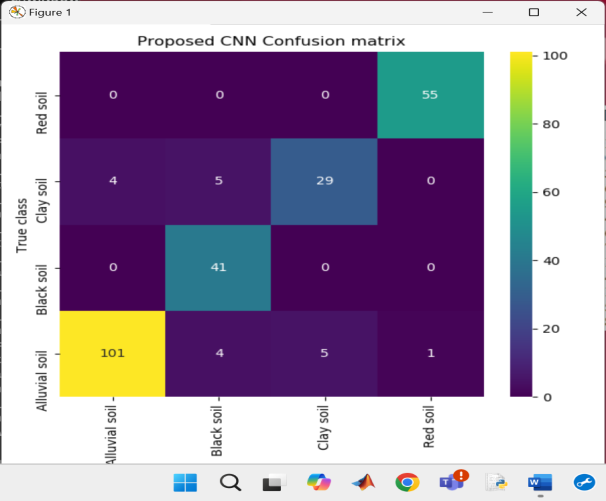 Figure 1
Proposed CNN Confusion matrix
True class
Red soil
0 0 0 55
Clay soil
4 5 29 0
Black soil
0 41 0 0
Alluvial soil
101 4 5 1
Alluvial soil Black soil Clay soil Red soil
100
80
60
40
20
0